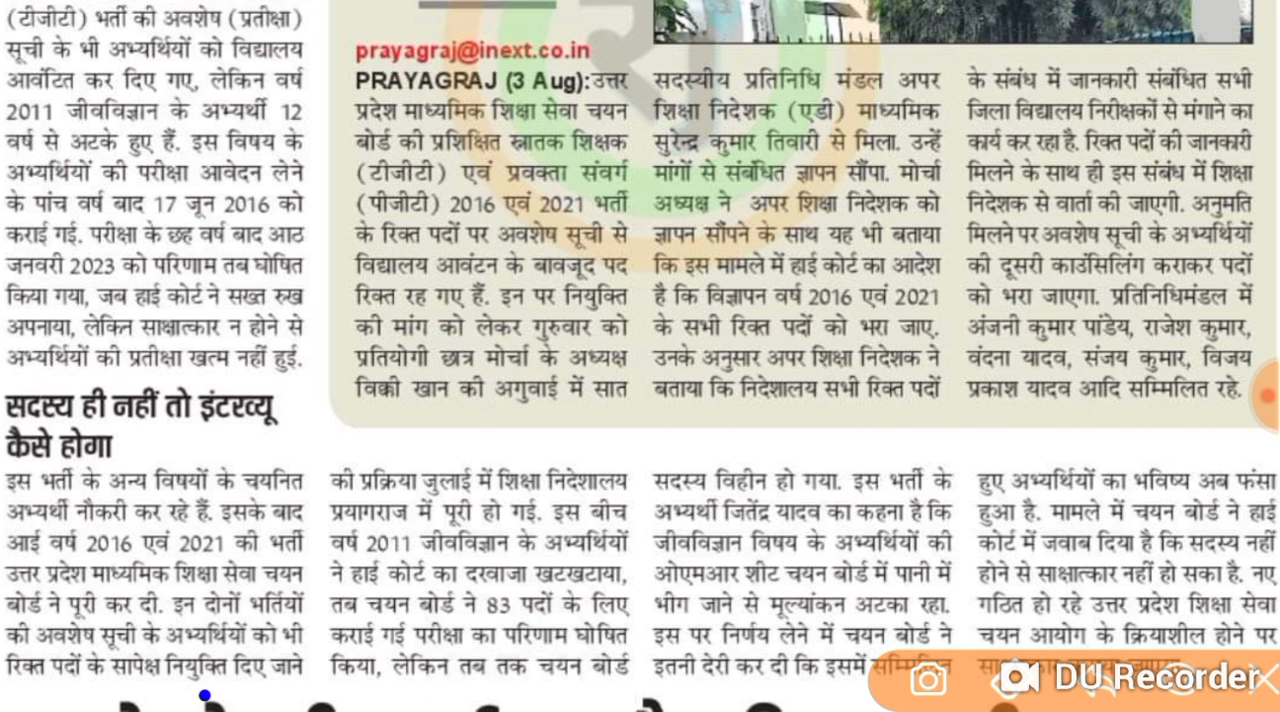 (टीजीटी) भर्ती की अवशेष (प्रतीक्षा)
सूची के भी अभ्यर्थियों को विद्यालय
आवंटित कर दिए गए, लेकिन वर्ष
2011 जीवविज्ञान के अभ्यर्थी 12
वर्ष से अटके हुए हैं. इस विषय के
अभ्यर्थियों की परीक्षा आवेदन लेने
के पांच वर्ष बाद 17 जून 2016 को
कराई गई. परीक्षा के छह वर्ष बाद आठ
जनवरी 2023 को परिणाम तब घोषित
किया गया, जब हाई कोर्ट ने सख्त रुख
अपनाया, लेकिन साक्षात्कार न होने से
अभ्यर्थियों की प्रतीक्षा खत्म नहीं हुई.
prayagraj@inext.co.in
PRAYAGRAJ (3 Aug): उत्तर
प्रदेश माध्यमिक शिक्षा सेवा चयन
बोर्ड की प्रशिक्षित स्नातक शिक्षक
(टीजीटी) एवं प्रवक्ता संवर्ग
(पीजीटी) 2016 एवं 2021 भर्ती
के रिक्त पदों पर अवशेष सूची से
विद्यालय आवंटन के बावजूद पद
रिक्त रह गए हैं. इन पर नियुक्ति
की मांग को लेकर गुरुवार को
प्रतियोगी छात्र मोर्चा के अध्यक्ष
विक्की खान की अगुवाई में सात
सदस्यीय प्रतिनिधि मंडल अपर
शिक्षा निदेशक (एडी) माध्यमिक
सुरेन्द्र कुमार तिवारी से मिला. उन्हें
मांगों से संबंधित ज्ञापन सौंपा. मोर्चा
अध्यक्ष ने अपर शिक्षा निदेशक को
ज्ञापन सौंपने के साथ यह भी बताया
कि इस मामले में हाई कोर्ट का आदेश
है कि विज्ञापन वर्ष 2016 एवं 2021
के सभी रिक्त पदों को भरा जाए.
उनके अनुसार अपर शिक्षा निदेशक ने
बताया कि निदेशालय सभी रिक्त पदों
के संबंध में जानकारी संबंधित सभी
जिला विद्यालय निरीक्षकों से मंगाने का
कार्य कर रहा है. रिक्त पदों की जानकारी
मिलने के साथ ही इस संबंध में शिक्षा
निदेशक से वार्ता की जाएगी. अनुमति
मिलने पर अवशेष सूची के अभ्यर्थियों
की दूसरी काउंसिलिंग कराकर पदों
को भरा जाएगा. प्रतिनिधिमंडल में
अंजनी कुमार पांडेय, राजेश कुमार,
वंदना यादव, संजय कुमार, विजय
प्रकाश यादव आदि सम्मिलित रहे.
सदस्य ही नहीं तो इंटरव्यू
कैसे होगा
इस भर्ती के अन्य विषयों के चयनित
अभ्यर्थी नौकरी कर रहे हैं. इसके बाद
आई वर्ष 2016 एवं 2021 की भर्ती
उत्तर प्रदेश माध्यमिक शिक्षा सेवा चयन
बोर्ड ने पूरी कर दी. इन दोनों भर्तियों
की अवशेष सूची के अभ्यर्थियों को भी
रिक्त पदों के सापेक्ष नियुक्ति दिए जाने
की प्रक्रिया जुलाई में शिक्षा निदेशालय
प्रयागराज में पूरी हो गई. इस बीच
वर्ष 2011 जीवविज्ञान के अभ्यर्थियों
ने हाई कोर्ट का दरवाजा खटखटाया,
तब चयन बोर्ड ने 83 पदों के लिए
कराई गई परीक्षा का परिणाम घोषित
किया, लेकिन तब तक चयन बोर्ड
सदस्य विहीन हो गया. इस भर्ती के
अभ्यर्थी जितेंद्र यादव का कहना है कि
जीवविज्ञान विषय के अभ्यर्थियों की
ओएमआर शीट चयन बोर्ड में पानी में
भीग जाने से मूल्यांकन अटका रहा.
इस पर निर्णय लेने में चयन बोर्ड ने
इतनी देरी कर दी कि इसमें सम्मिलित
हुए अभ्यर्थियों का भविष्य अब फंसा
हुआ है. मामले में चयन बोर्ड ने हाई
कोर्ट में जवाब दिया है कि सदस्य नहीं
होने से साक्षात्कार नहीं हो सका है. नए
गठित हो रहे उत्तर प्रदेश शिक्षा सेवा
चयन आयोग के क्रियाशील होने पर
DU Recorder